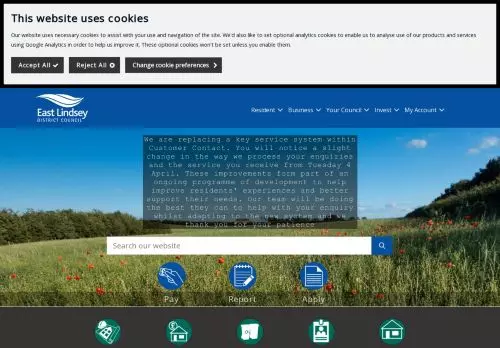 This website uses cookies
Our website uses necessary cookies to assist with your use and navigation of the site. We'd also like to set optional analytics cookies to enable us to analyse use of our products and services
using Google Analytics in order to help us improve it. These optional cookies won't be set unless you enable them.
Accept All
Reject All
Change cookie preferences
East Lindsey
DISTRICT COUNCIL
Resident
Business
Your Council
Invest
My Account
We are replacing a key service system within
Customer Contact. You will notice a slight
change in the way we process your enquiries
and the service you receive from Tuesday 4
April. These improvements form part of an
ongoing programme of development to help
improve residents' experiences and better
support their needs. Our team will be doing
the best they can to help with your enquiry
whilst adapting to the new system and we
thank you for your patience
Search our website
Pay
Report
Apply